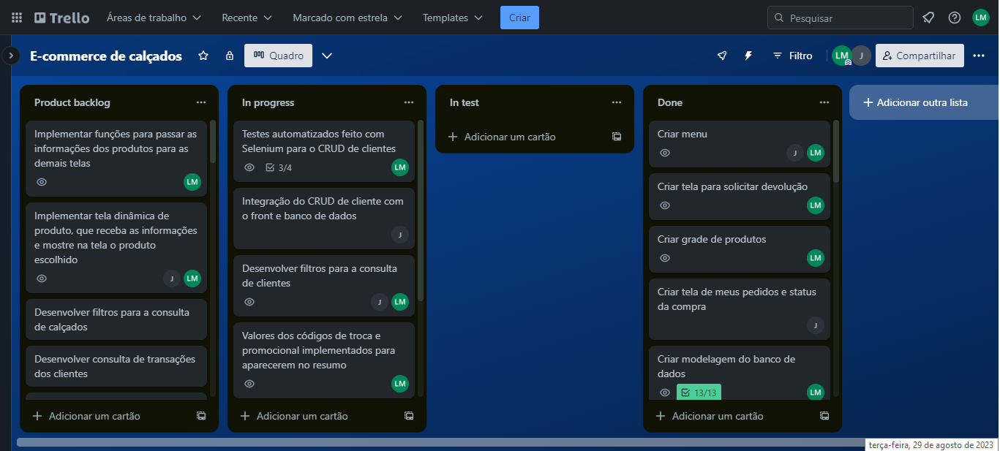 Trello
Áreas de trabalho
Recente
Marcado com estrela
Templates
Criar
Pesquisar
LM
E-commerce de calçados
Quadro
Filtro
LM
J
Compartilhar
Product backlog
Implementar funções para passar as
informações dos produtos para as
demais telas
LM
Implementar tela dinâmica de
produto, que receba as informações
e mostre na tela o produto
escolhido
J LM
Desenvolver filtros para a consulta
de calçados
Desenvolver consulta de transações
dos clientes
Adicionar um cartão
In progress
Testes automatizados feito com
Selenium para o CRUD de clientes
3/4 LM
Integração do CRUD de cliente com
o front e banco de dados
J
Desenvolver filtros para a consulta
de clientes
J LM
Valores dos códigos de troca e
promocional implementados para
aparecerem no resumo
LM
Adicionar um cartão
In test
Adicionar um cartão
Done
Criar menu
J LM
Criar tela para solicitar devolução
LM
Criar grade de produtos
LM
Criar tela de meus pedidos e status
da compra
J
Criar modelagem do banco de
dados
13/13 LM
Adicionar um cartão
Adicionar outra lista
terça-feira, 29 de agosto de 2023